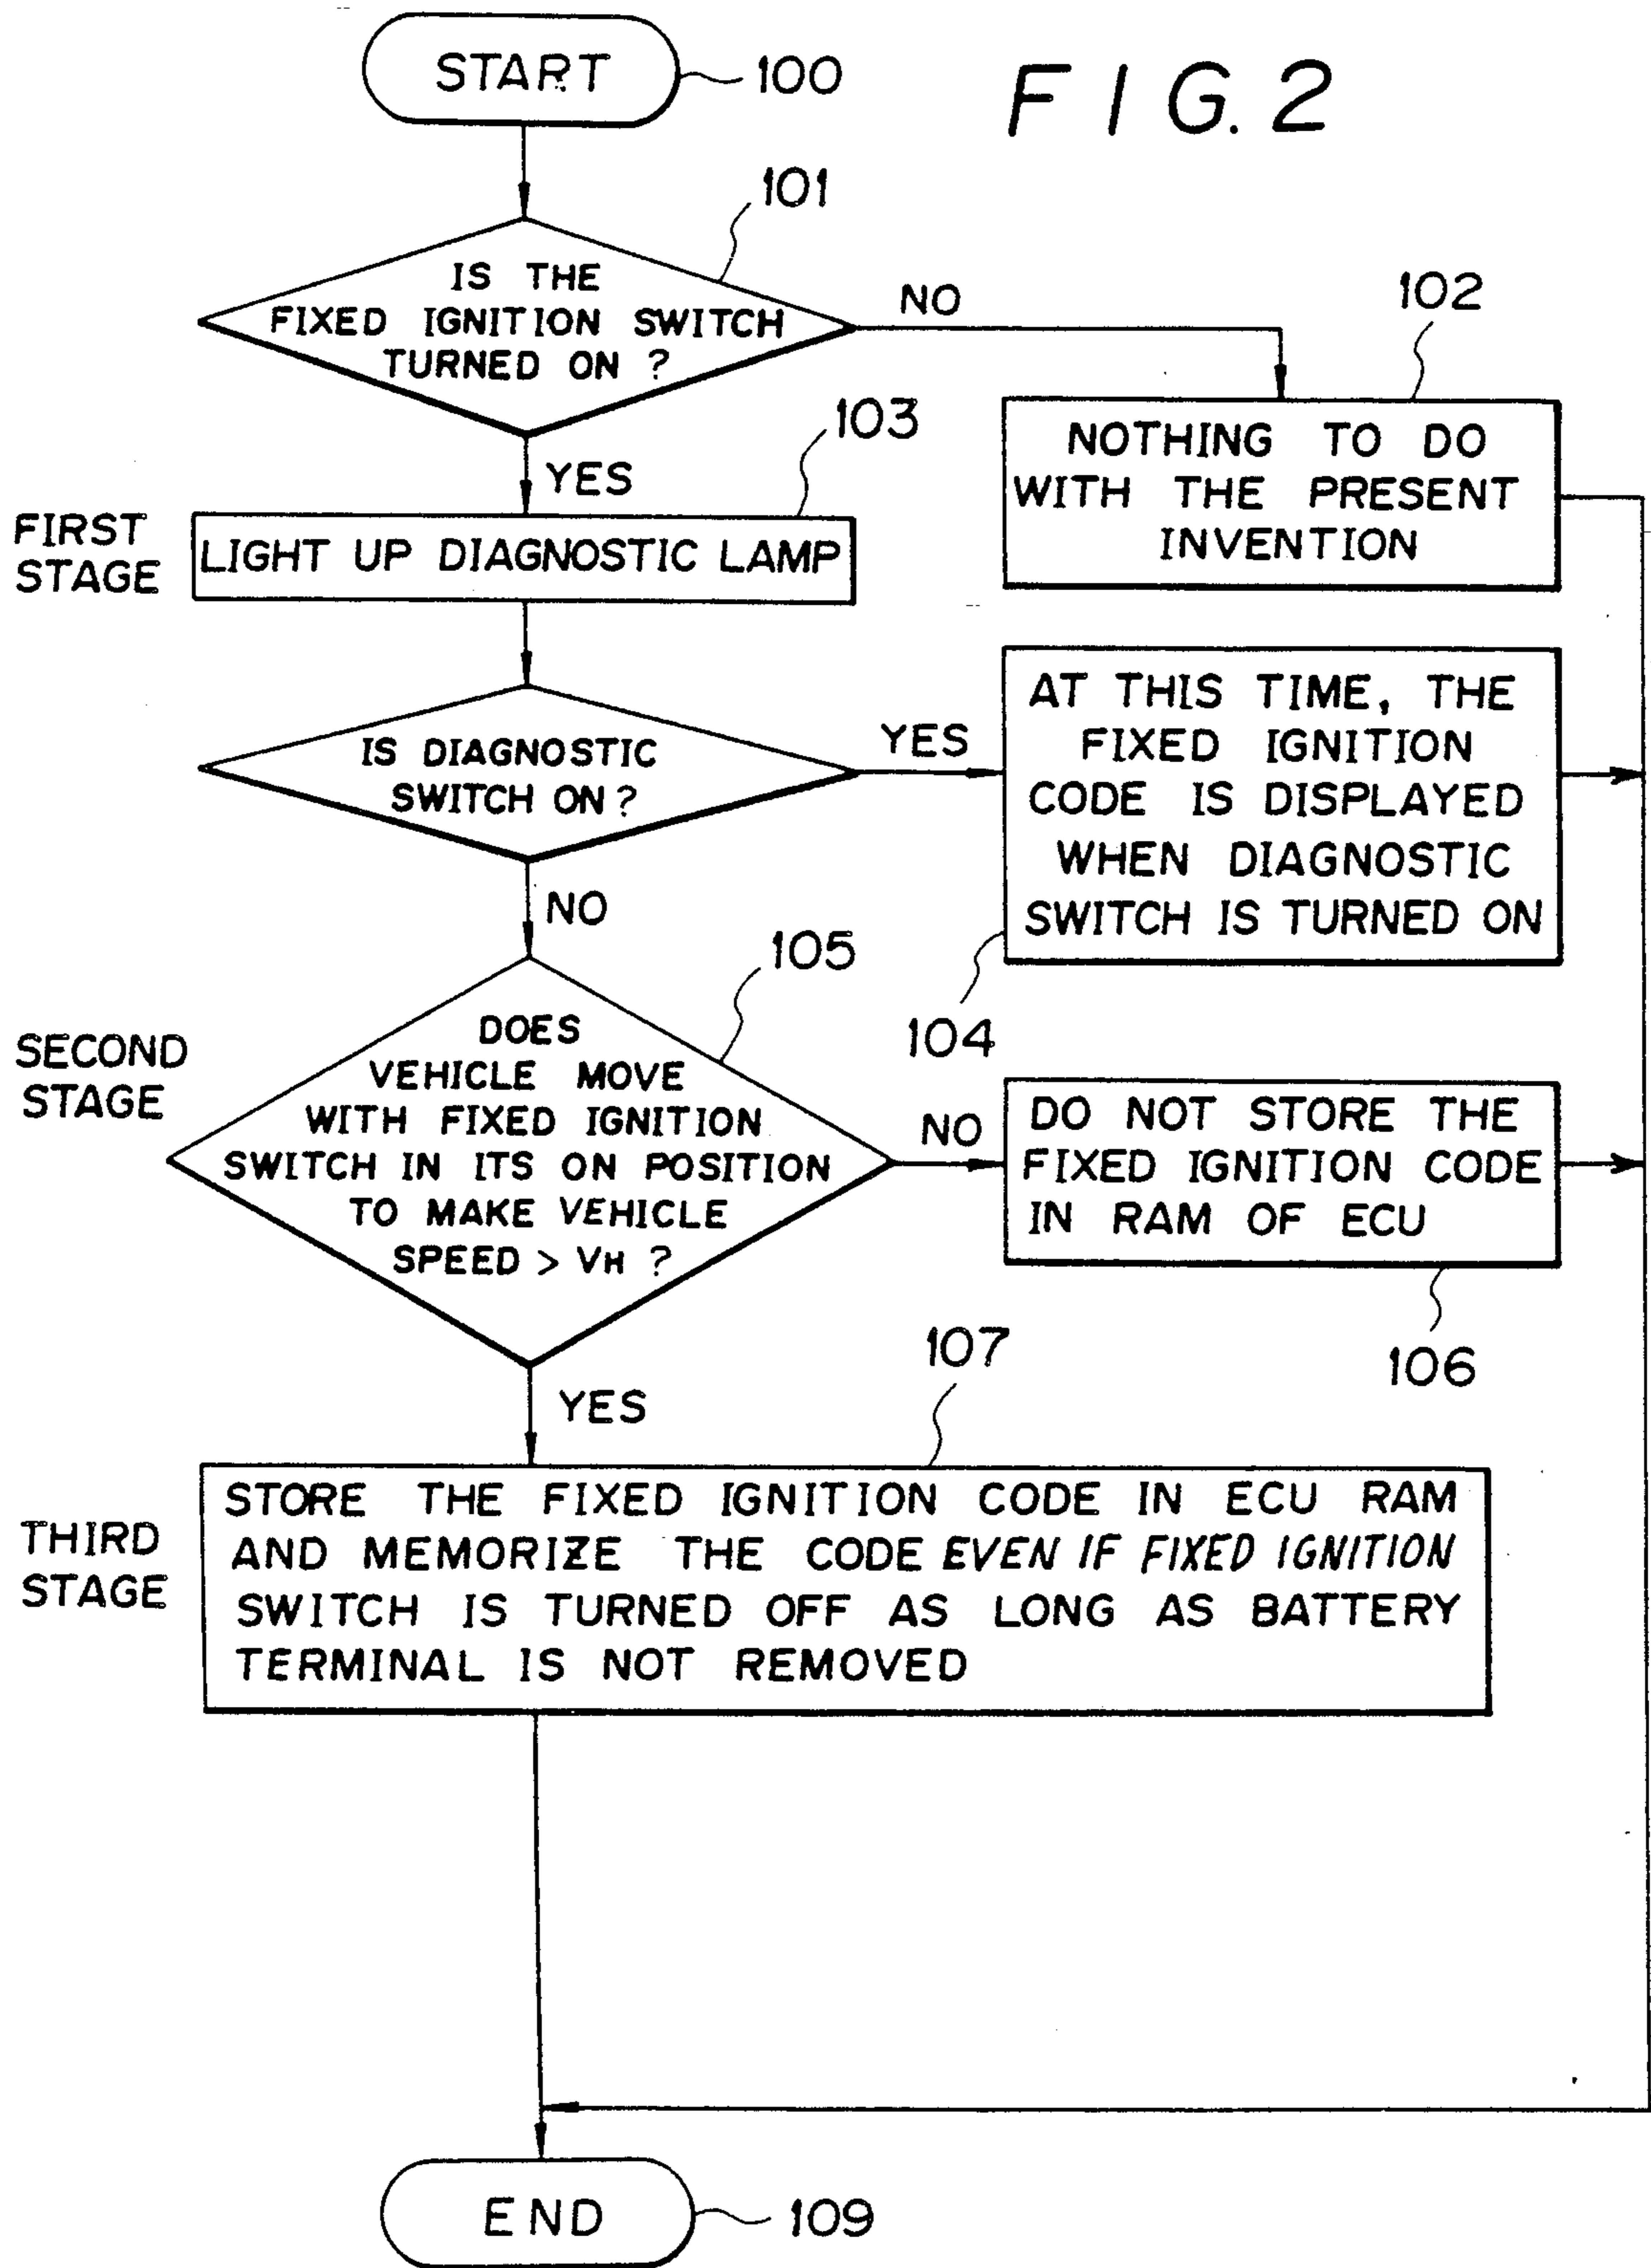 START
100
FIG. 2
101
IS THE
FIXED IGNITION SWITCH
TURNED ON ?
NO
102
NOTHING TO DO
WITH THE PRESENT
INVENTION
YES
103
FIRST
STAGE
LIGHT UP DIAGNOSTIC LAMP
IS DIAGNOSTIC
SWITCH ON ?
YES
AT THIS TIME, THE
FIXED IGNITION
CODE IS DISPLAYED
WHEN DIAGNOSTIC
SWITCH IS TURNED ON
104
NO
105
SECOND
STAGE
DOES
VEHICLE MOVE
WITH FIXED IGNITION
SWITCH IN ITS ON POSITION
TO MAKE VEHICLE
SPEED > VH ?
NO
DO NOT STORE THE
FIXED IGNITION CODE
IN RAM OF ECU
106
YES
107
THIRD
STAGE
STORE THE FIXED IGNITION CODE IN ECU RAM
AND MEMORIZE THE CODE EVEN IF FIXED IGNITION
SWITCH IS TURNED OFF AS LONG AS BATTERY
TERMINAL IS NOT REMOVED
END
109